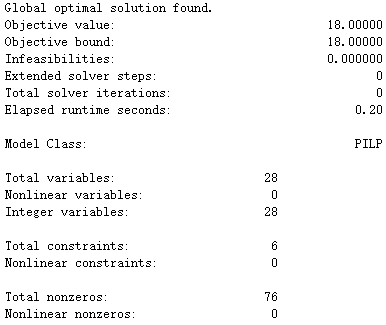 Global optimal solution found.
Objective value: 18.00000
Objective bound: 18.00000
Infeasibilities: 0.000000
Extended solver steps: 0
Total solver iterations: 0
Elapsed runtime seconds: 0.20
Model Class: PILP
Total variables: 28
Nonlinear variables: 0
Integer variables: 28
Total constraints: 6
Nonlinear constraints: 0
Total nonzeros: 76
Nonlinear nonzeros: 0